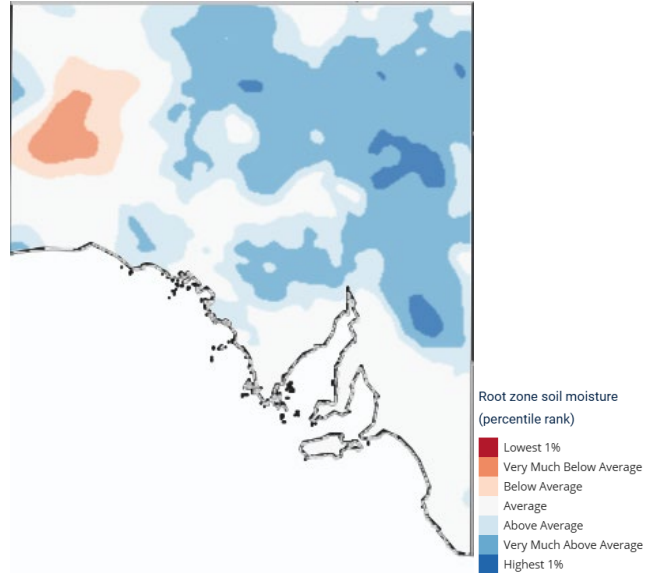 Root zone soil moisture
(percentile rank)
Lowest 1%
Very Much Below Average
Below Average
Average
Above Average
Very Much Above Average
Highest 1%